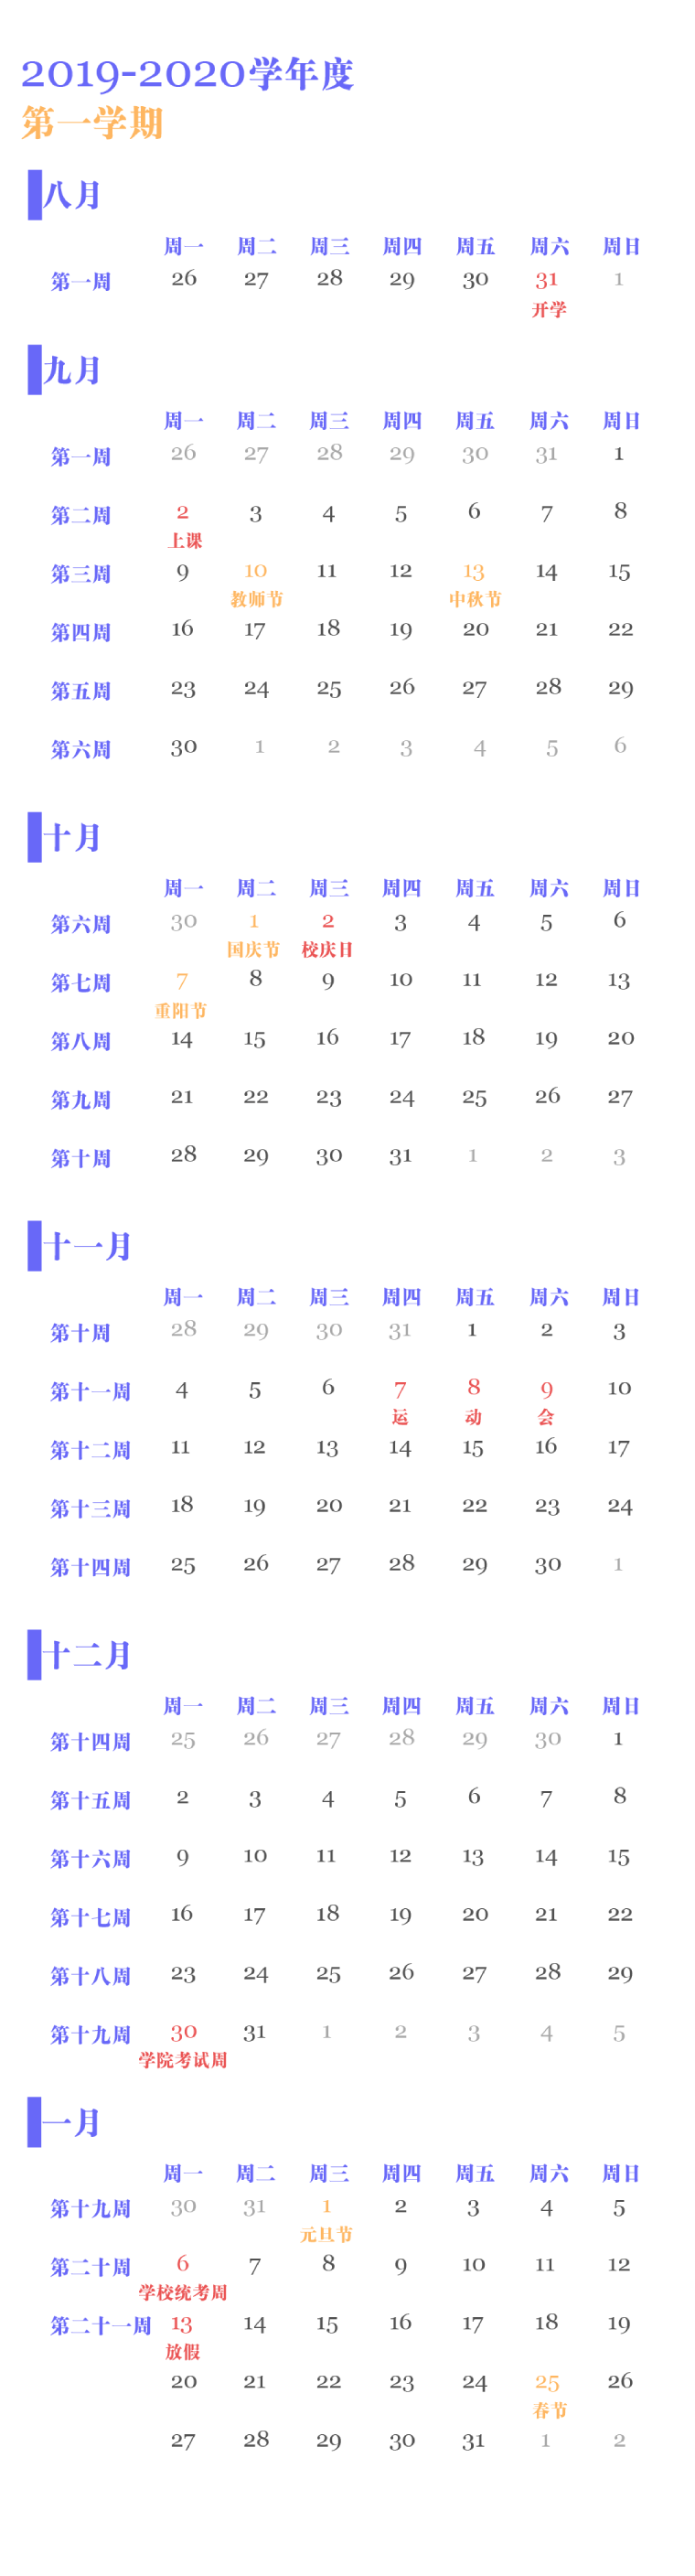 2019-2020学年度
第一学期
八月
周一 周二 周三 周四 周五 周六 周日
第一周 26 27 28 29 30 31 1
开学
九月
周一 周二 周三 周四 周五 周六 周日
第一周 26 27 28 29 30 31 1
第二周 2 3 4 5 6 7 8
上课
第三周 9 10 11 12 13 14 15
教师节 中秋节
第四周 16 17 18 19 20 21 22
第五周 23 24 25 26 27 28 29
第六周 30 1 2 3 4 5 6
十月
周一 周二 周三 周四 周五 周六 周日
第六周 30 1 2 3 4 5 6
国庆节 校庆日
第七周 7 8 9 10 11 12 13
重阳节
第八周 14 15 16 17 18 19 20
第九周 21 22 23 24 25 26 27
第十周 28 29 30 31 1 2 3
十一月
周一 周二 周三 周四 周五 周六 周日
第十周 28 29 30 31 1 2 3
第十一周 4 5 6 7 8 9 10
运 动 会
第十二周 11 12 13 14 15 16 17
第十三周 18 19 20 21 22 23 24
第十四周 25 26 27 28 29 30 1
十二月
周一 周二 周三 周四 周五 周六 周日
第十四周 25 26 27 28 29 30 1
第十五周 2 3 4 5 6 7 8
第十六周 9 10 11 12 13 14 15
第十七周 16 17 18 19 20 21 22
第十八周 23 24 25 26 27 28 29
第十九周 30 31 1 2 3 4 5
学院考试周
一月
周一 周二 周三 周四 周五 周六 周日
第十九周 30 31 1 2 3 4 5
元旦节
第二十周 6 7 8 9 10 11 12
学校统考周
第二十一周 13 14 15 16 17 18 19
放假
20 21 22 23 24 25 26
春节
27 28 29 30 31 1 2